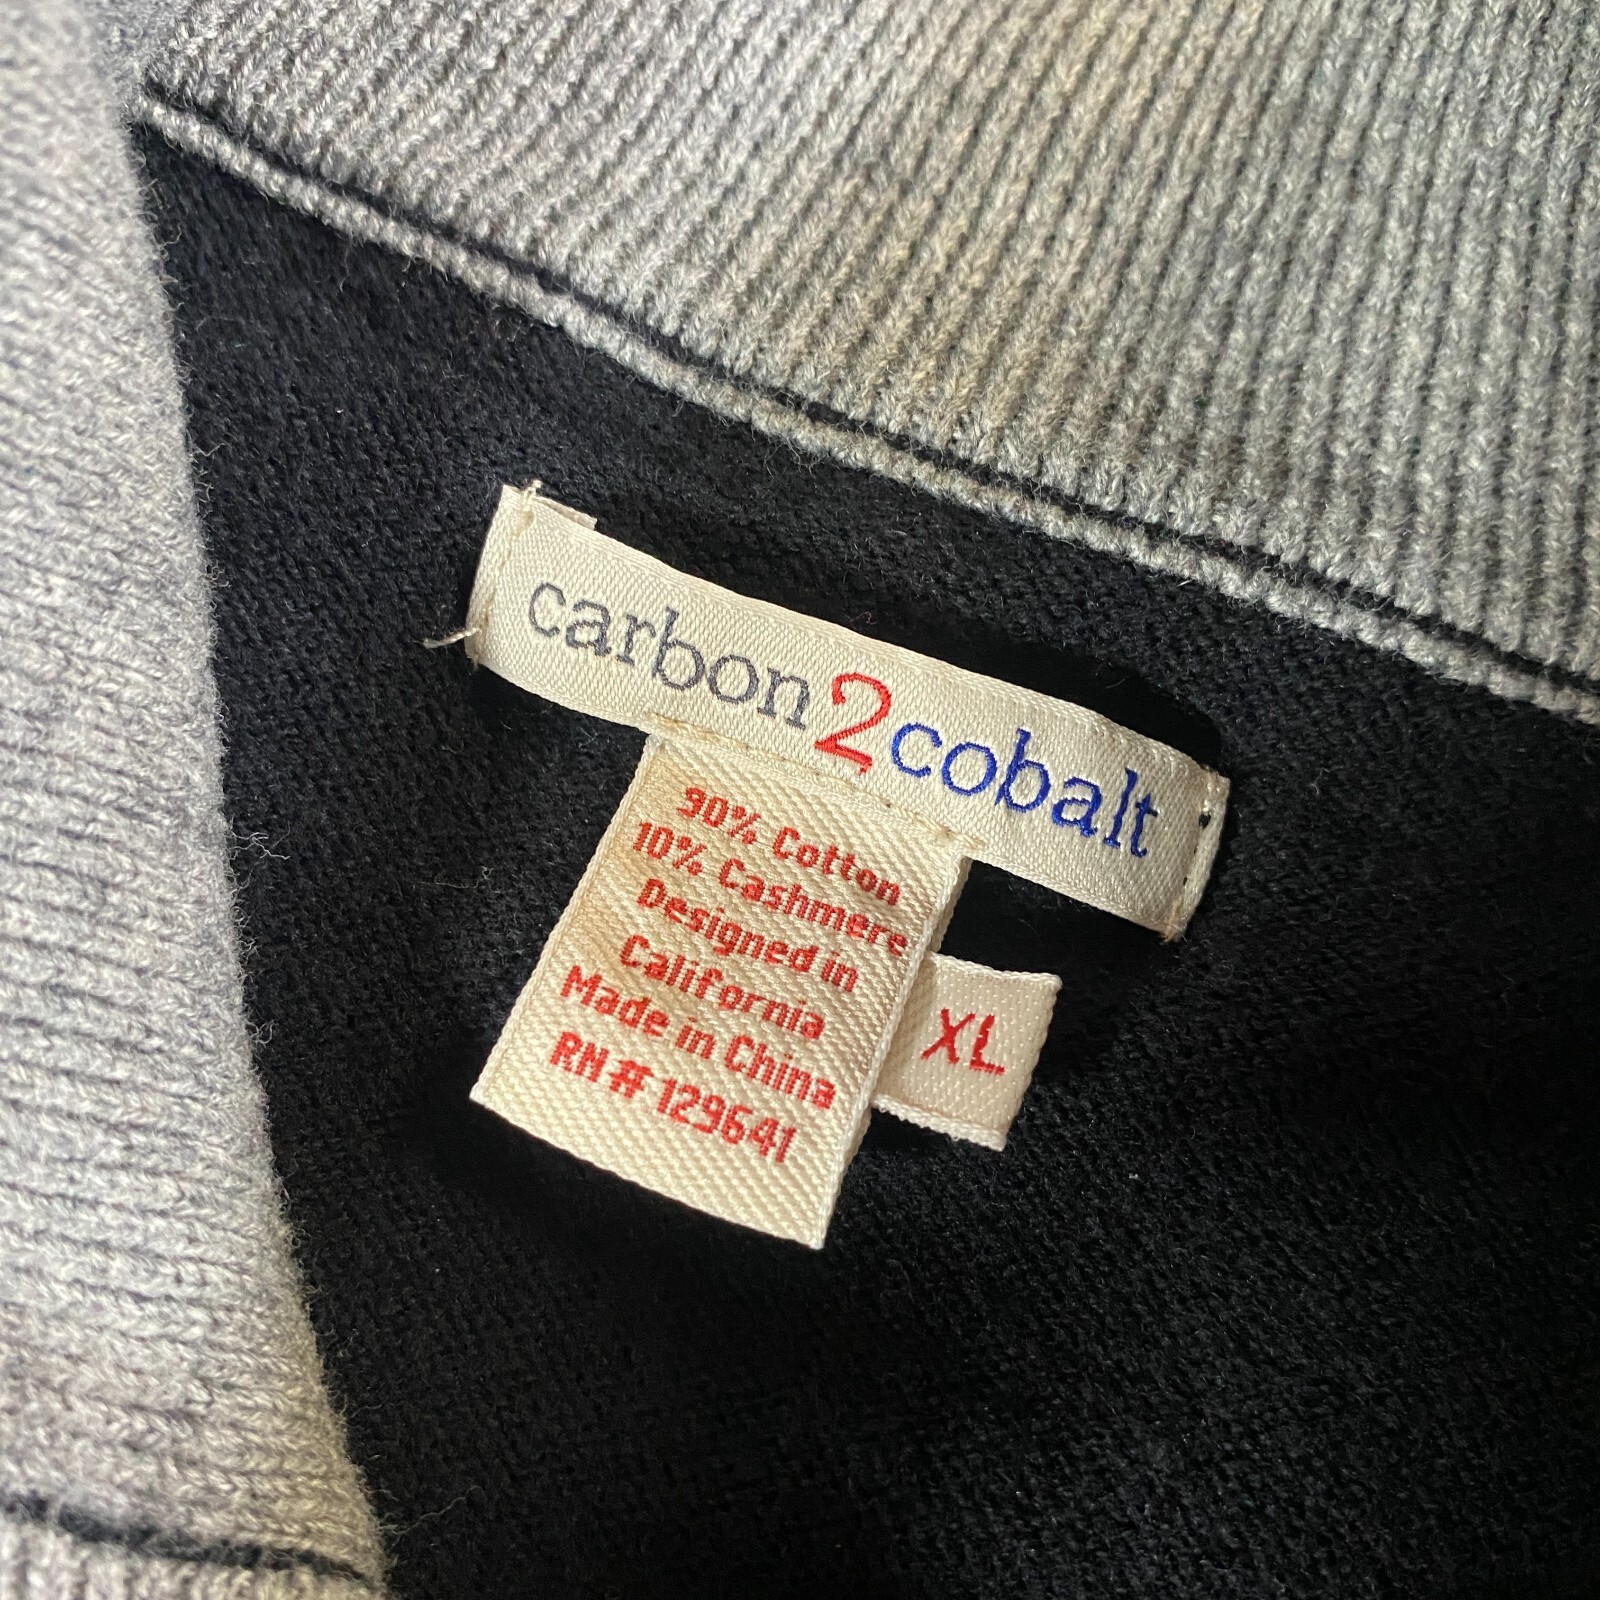 carbon2cobalt
90% Cotton
10% Cashmere
Designed in
California
Made in China
RN# 129641
XL